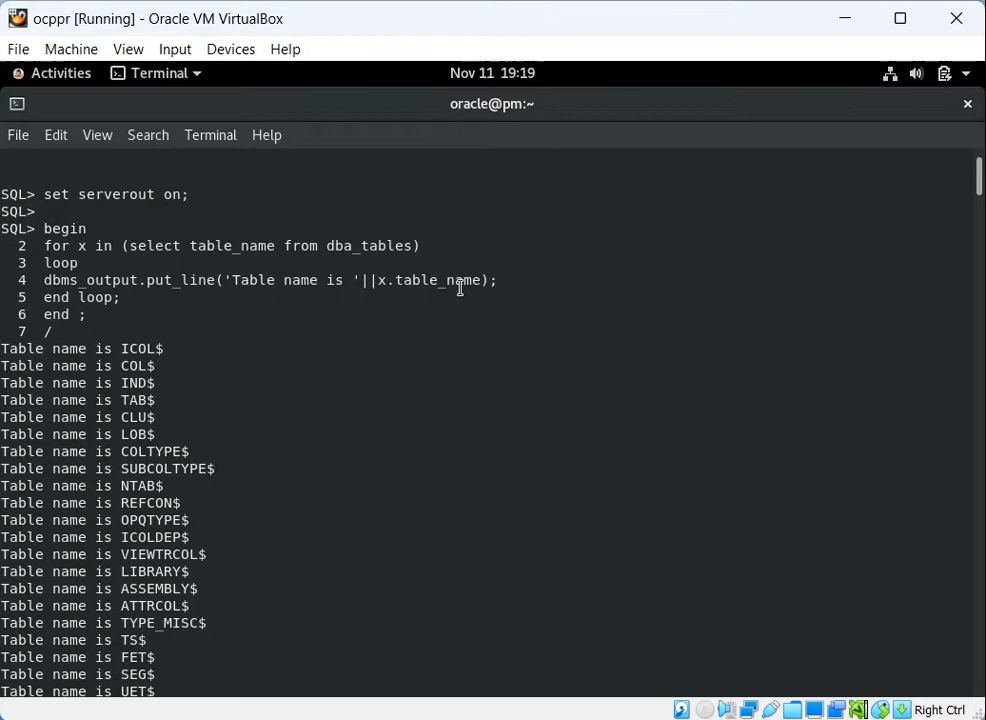 ocppr [Running] - Oracle VM VirtualBox
File Machine View Input Devices Help
Activities Terminal Nov 11 19:19
oracle@pm:~
File Edit View Search Terminal Help
SQL> set serverout on;
SQL>
SQL> begin
2 for x in (select table_name from dba_tables)
3 loop
4 dbms_output.put_line('Table name is '||x.table_name);
5 end loop;
6 end ;
7 /
Table name is ICOL$
Table name is COL$
Table name is IND$
Table name is TAB$
Table name is CLU$
Table name is LOB$
Table name is COLTYPE$
Table name is SUBCOLTYPE$
Table name is NTAB$
Table name is REFCON$
Table name is OPQTYPE$
Table name is ICOLDEP$
Table name is VIEWTRCOL$
Table name is LIBRARY$
Table name is ASSEMBLY$
Table name is ATTRCOL$
Table name is TYPE_MISC$
Table name is TS$
Table name is FET$
Table name is SEG$
Table name is UET$
Right Ctrl